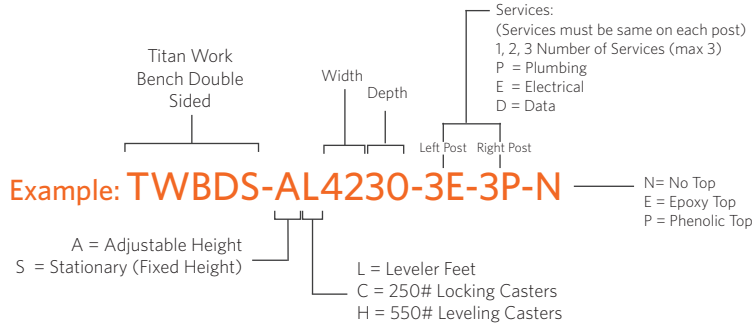 Services:
(Services must be same on each post)
1, 2, 3 Number of Services (max 3)
P = Plumbing
E = Electrical
D = Data
Titan Work
Bench Double
Sided
Width
Depth
Left Post
Right Post
Example: TWBDS-AL4230-3E-3P-N
N= No Top
E = Epoxy Top
P = Phenolic Top
A = Adjustable Height
S = Stationary (Fixed Height)
L = Leveler Feet
C = 250# Locking Casters
H = 550# Leveling Casters